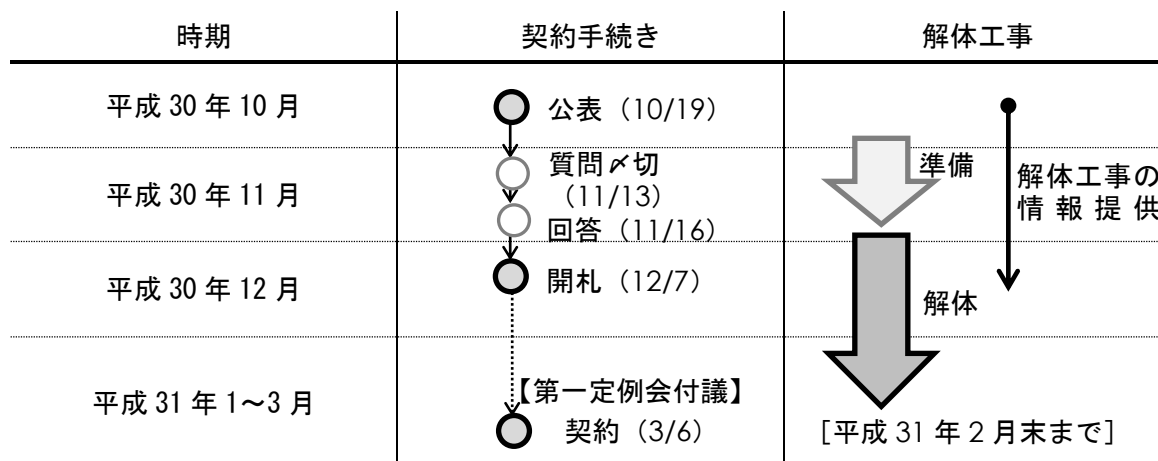 時期
契約手続き
解体工事
平成 30 年 10 月
公表（10/19）
平成 30 年 11 月
質問〆切
（11/13）
回答（11/16）
準備
解体工事の
情報提供
平成 30 年 12 月
開札（12/7）
解体
平成 31 年 1～3 月
【第一定例会付議】
契約（3/6）
［平成 31 年 2 月末まで］